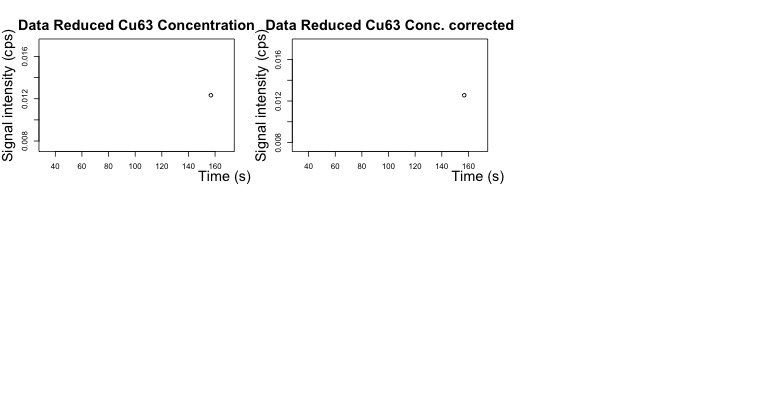 Data Reduced Cu63 Concentration
Signal intensity (cps)
0.016
0.012
0.008
40 60 80 100 120 140 160
Time (s)
Data Reduced Cu63 Conc. corrected
Signal intensity (cps)
0.016
0.012
0.008
40 60 80 100 120 140 160
Time (s)